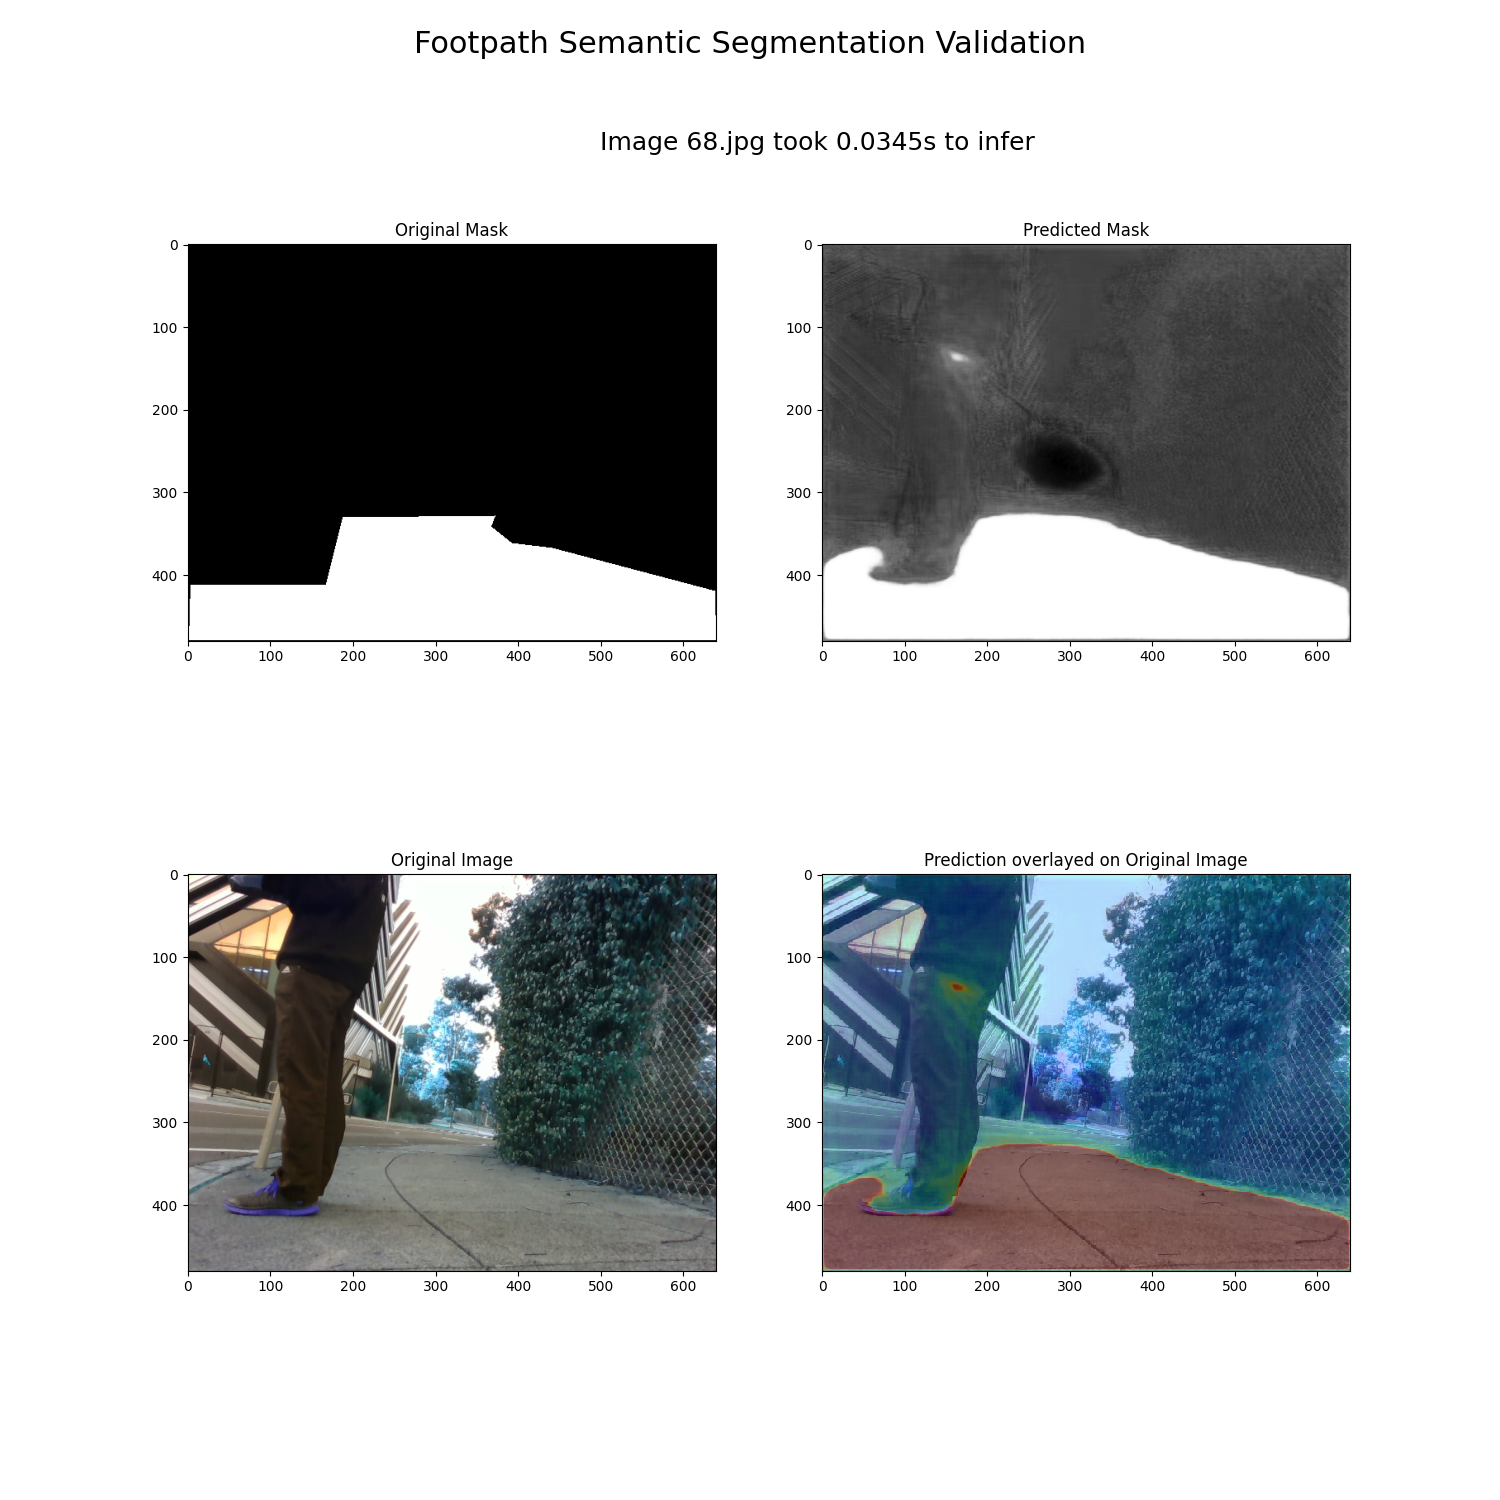 Footpath Semantic Segmentation Validation
Image 68.jpg took 0.0345s to infer
Original Mask
0
100
200
300
400
0 100 200 300 400 500 600
Predicted Mask
0
100
200
300
400
0 100 200 300 400 500 600
Original Image
0
100
200
300
400
0 100 200 300 400 500 600
Prediction overlayed on Original Image
0
100
200
300
400
0 100 200 300 400 500 600